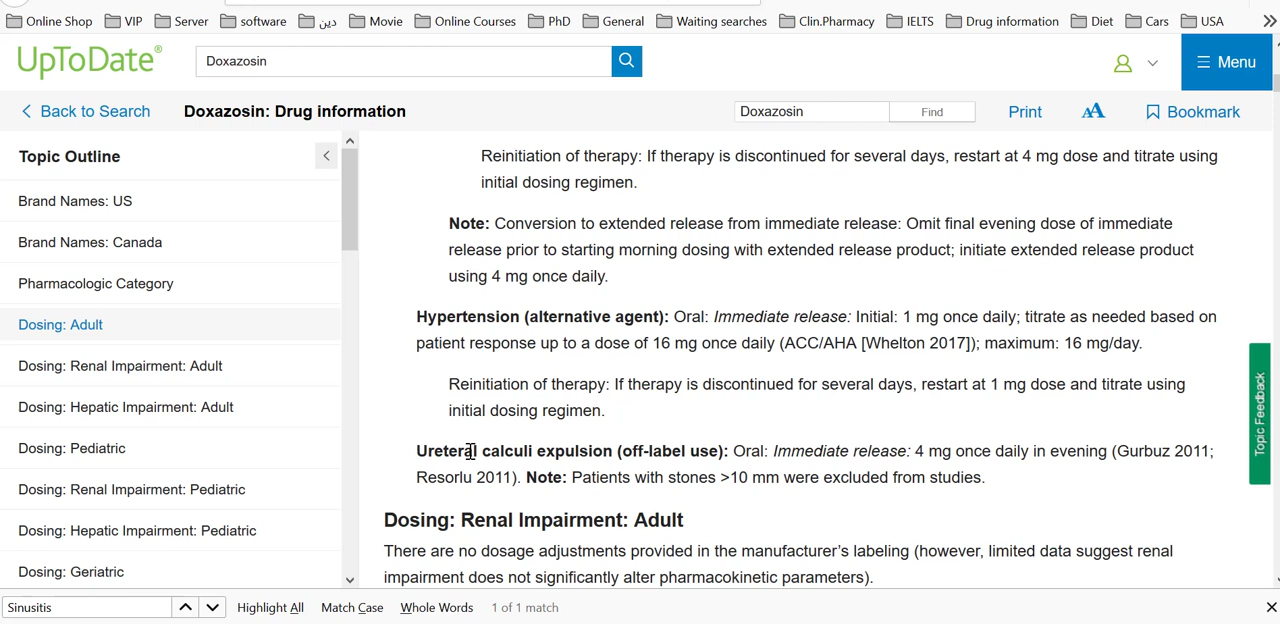 Online Shop VIP Server software دین Movie Online Courses PhD General Waiting searches Clin.Pharmacy IELTS Drug information Diet Cars USA
UpToDate®
Doxazosin
Menu
Back to Search
Doxazosin: Drug information
Doxazosin
Find
Print
AA
Bookmark
Topic Outline
Brand Names: US
Brand Names: Canada
Pharmacologic Category
Dosing: Adult
Dosing: Renal Impairment: Adult
Dosing: Hepatic Impairment: Adult
Dosing: Pediatric
Dosing: Renal Impairment: Pediatric
Dosing: Hepatic Impairment: Pediatric
Dosing: Geriatric
Reinitiation of therapy: If therapy is discontinued for several days, restart at 4 mg dose and titrate using
initial dosing regimen.
Note: Conversion to extended release from immediate release: Omit final evening dose of immediate
release prior to starting morning dosing with extended release product; initiate extended release product
using 4 mg once daily.
Hypertension (alternative agent): Oral: Immediate release: Initial: 1 mg once daily; titrate as needed based on
patient response up to a dose of 16 mg once daily (ACC/AHA [Whelton 2017]); maximum: 16 mg/day.
Reinitiation of therapy: If therapy is discontinued for several days, restart at 1 mg dose and titrate using
initial dosing regimen.
Ureteral calculi expulsion (off-label use): Oral: Immediate release: 4 mg once daily in evening (Gurbuz 2011;
Resorlu 2011). Note: Patients with stones >10 mm were excluded from studies.
Dosing: Renal Impairment: Adult
There are no dosage adjustments provided in the manufacturer's labeling (however, limited data suggest renal
impairment does not significantly alter pharmacokinetic parameters).
Topic Feedback
Sinusitis
Highlight All
Match Case
Whole Words
1 of 1 match